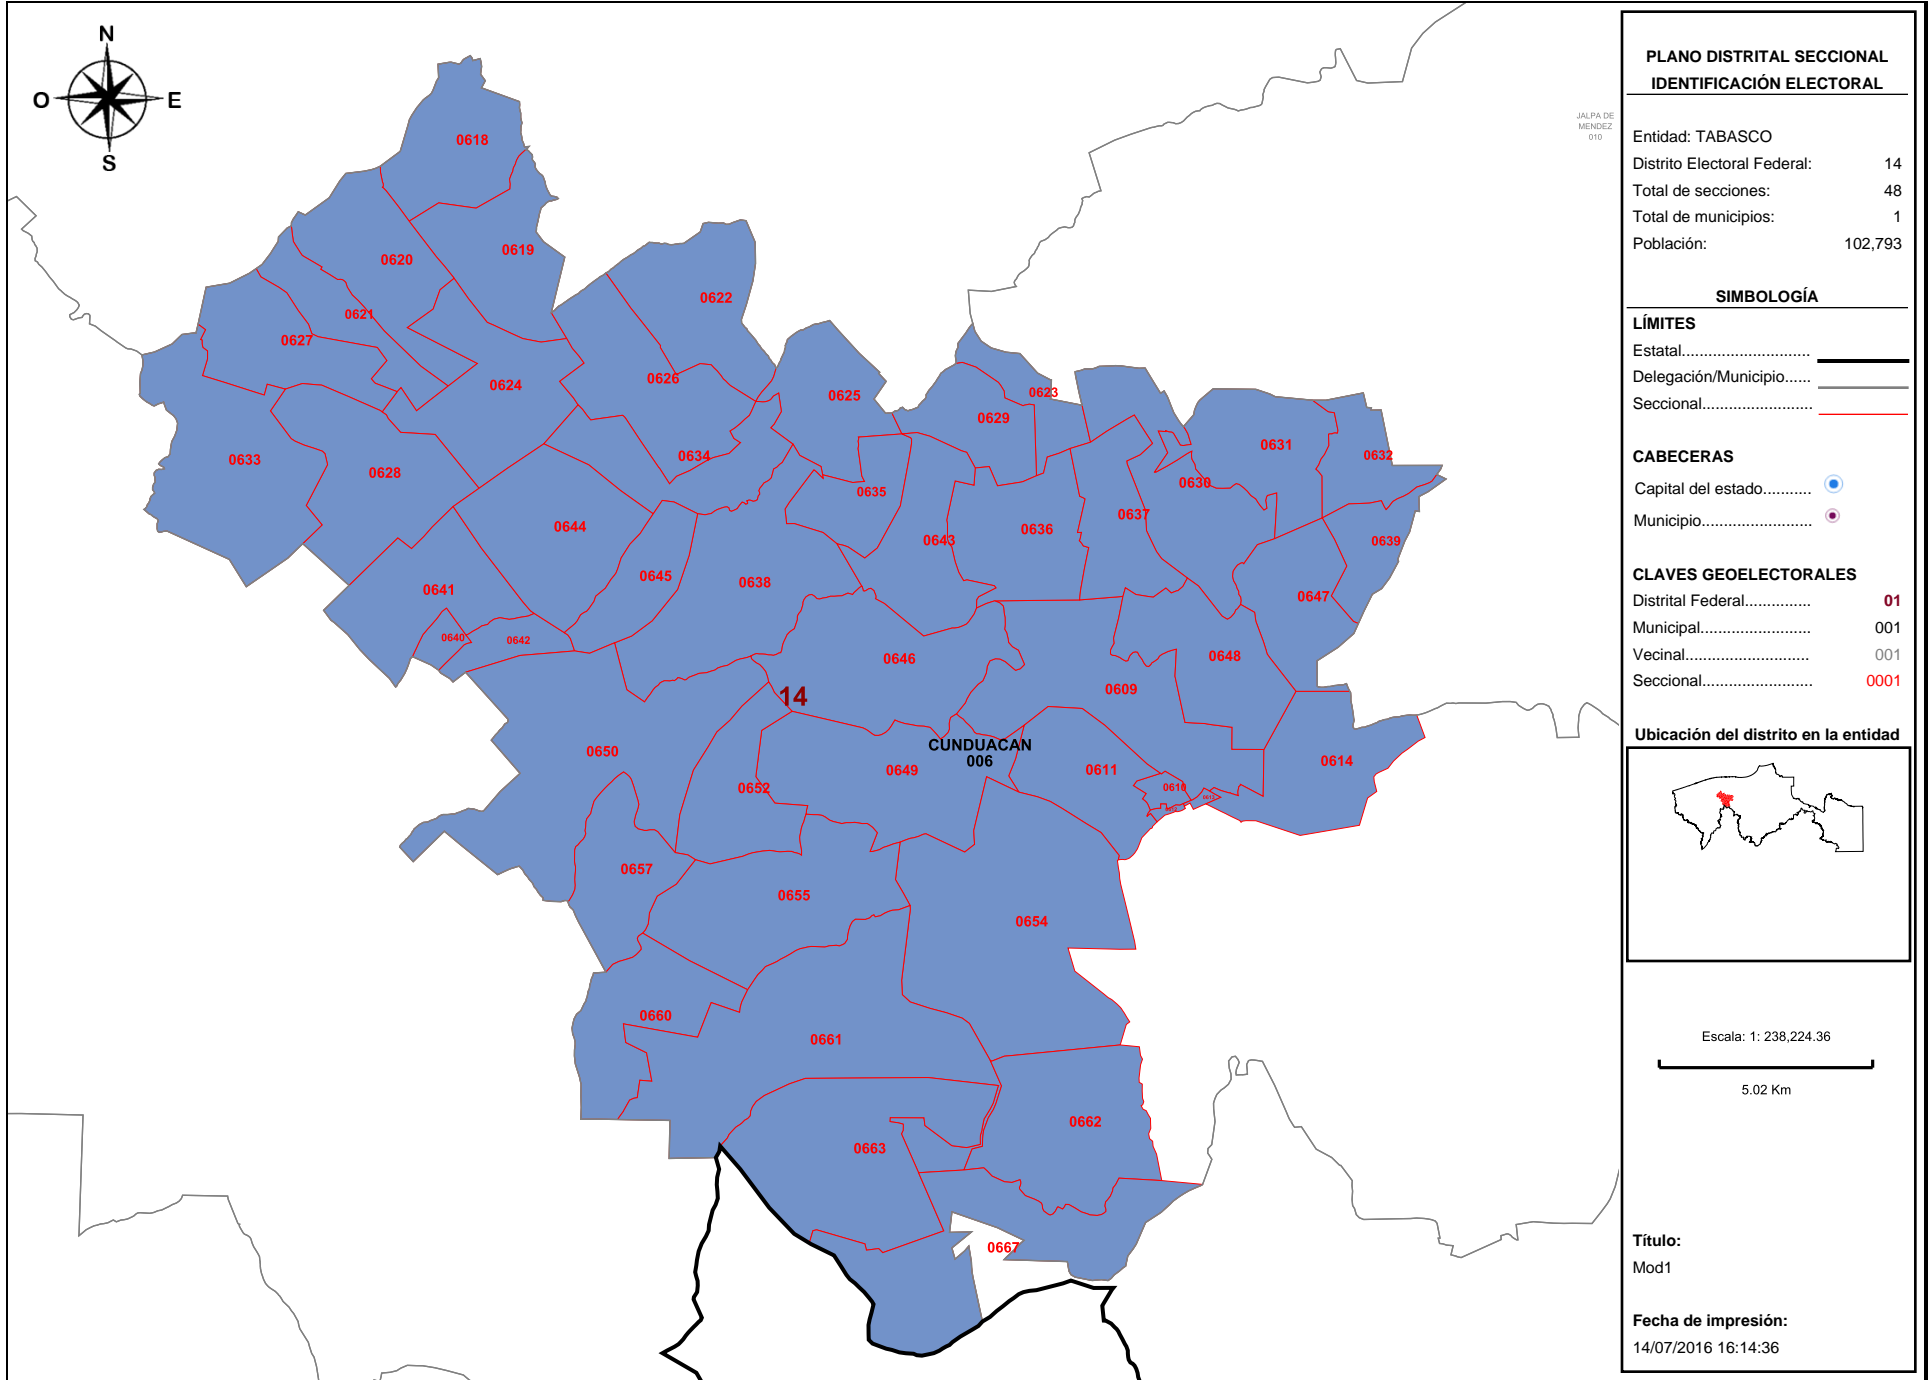 N
O
E
S
0618
0619
0620
0621
0622
0627
0626
0624
0625
0623
0629
0631
0632
0633
0628
0634
0635
0630
0637
0636
0643
0639
0644
0645
0638
0641
0647
0640
0642
0646
0648
0609
14
0650
CUNDUACAN
006
0649
0611
0614
0652
0610
0657
0655
0654
0660
0661
0662
0663
0667
JALPA DE
MENDEZ
010
PLANO DISTRITAL SECCIONAL
IDENTIFICACIÓN ELECTORAL
Entidad: TABASCO
Distrito Electoral Federal: 14
Total de secciones: 48
Total de municipios: 1
Población: 102,793
SIMBOLOGÍA
LÍMITES
Estatal............................
Delegación/Municipio......
Seccional.........................
CABECERAS
Capital del estado...........
Municipio.........................
CLAVES GEOELECTORALES
Distrital Federal............... 01
Municipal......................... 001
Vecinal............................ 001
Seccional......................... 0001
Ubicación del distrito en la entidad
Escala: 1: 238,224.36
5.02 Km
Título:
Mod1
Fecha de impresión:
14/07/2016 16:14:36